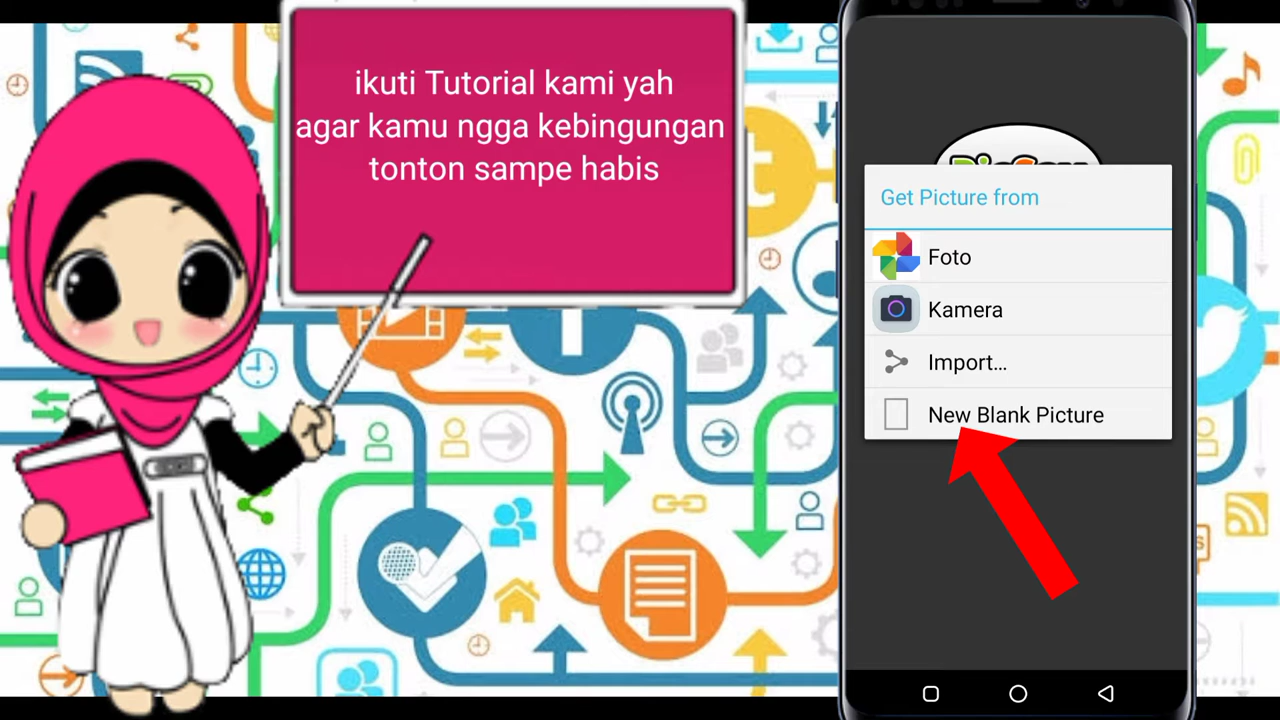 ikuti Tutorial kami yah
agar kamu ngga kebingungan
tonton sampe habis
Get Picture from
Foto
Kamera
Import...
New Blank Picture